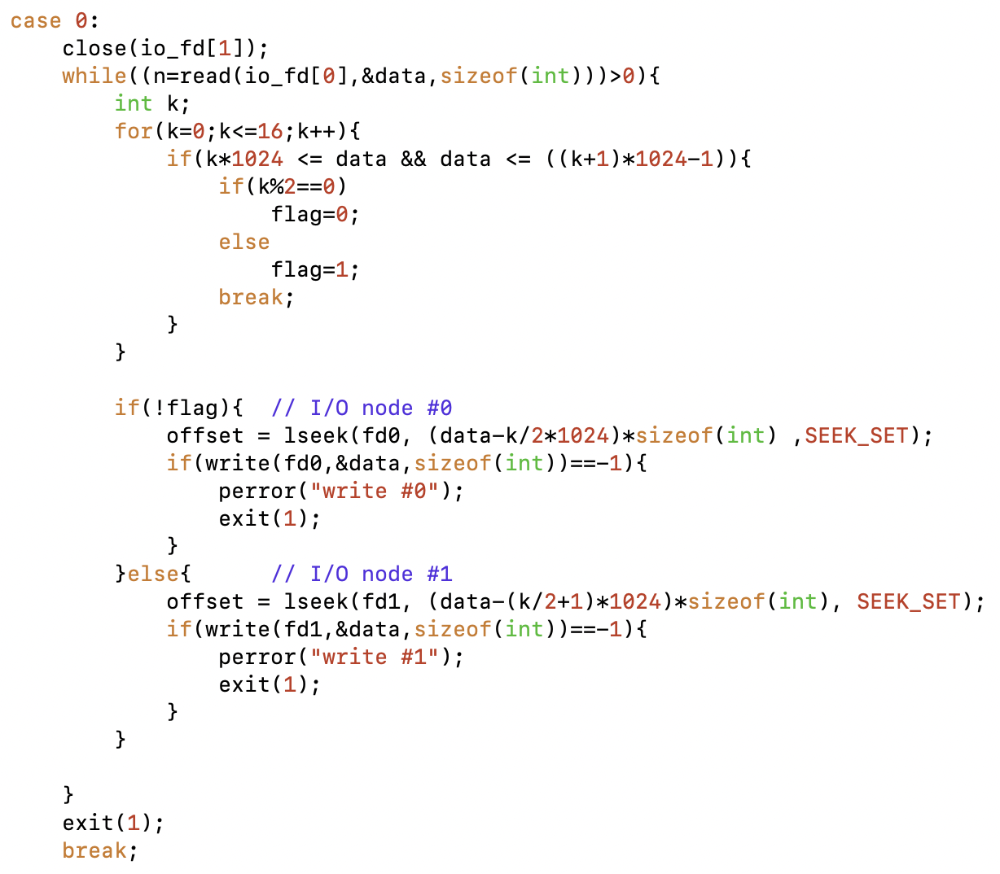 case 0:
    close(io_fd[1]);
    while((n=read(io_fd[0],&data,sizeof(int)))>0){
        int k;
        for(k=0;k<=16;k++){
            if(k*1024 <= data && data <= ((k+1)*1024-1)){
                if(k%2==0)
                    flag=0;
                else
                    flag=1;
                break;
            }
        }

        if(!flag){  // I/O node #0
            offset = lseek(fd0, (data-k/2*1024)*sizeof(int) ,SEEK_SET);
            if(write(fd0,&data,sizeof(int))==-1){
                perror("write #0");
                exit(1);
            }
        }else{      // I/O node #1
            offset = lseek(fd1, (data-(k/2+1)*1024)*sizeof(int), SEEK_SET);
            if(write(fd1,&data,sizeof(int))==-1){
                perror("write #1");
                exit(1);
            }
        }

    }
    exit(1);
    break;